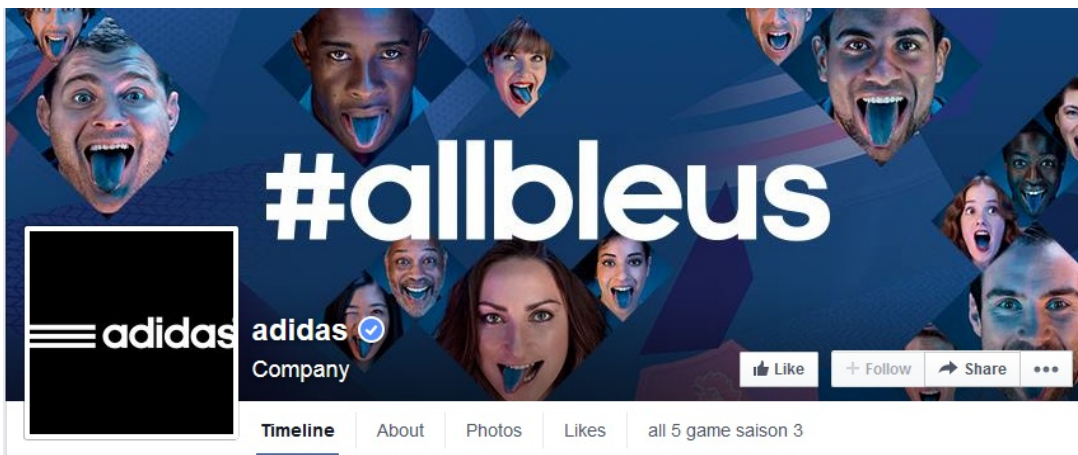 #allbleus
adidas
adidas
Company
Like
Follow
Share
Timeline
About
Photos
Likes
all 5 game saison 3